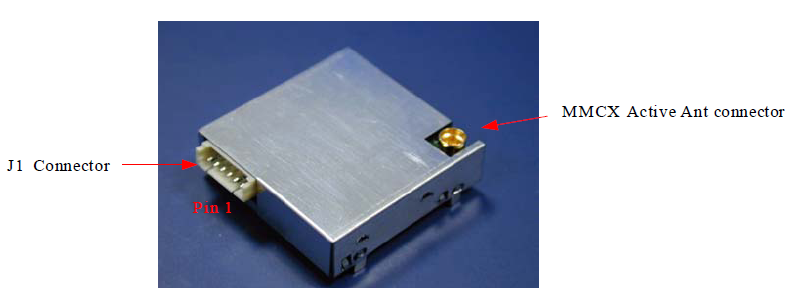 MMCX Active Ant connector
J1 Connector
Pin 1